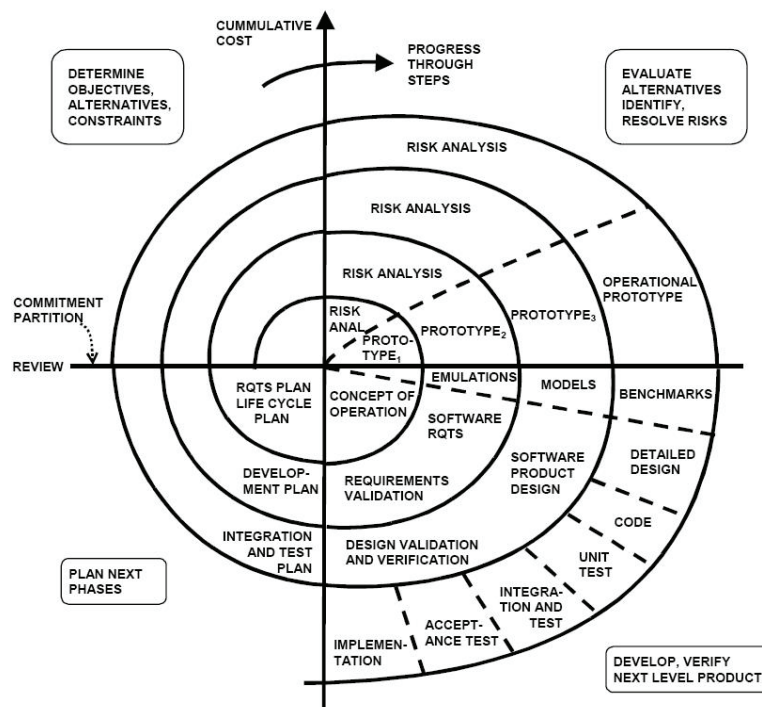 CUMMULATIVE
COST
PROGRESS
THROUGH
STEPS
DETERMINE
OBJECTIVES,
ALTERNATIVES,
CONSTRAINTS
EVALUATE
ALTERNATIVES
IDENTIFY,
RESOLVE RISKS
RISK ANALYSIS
RISK ANALYSIS
RISK ANALYSIS
RISK
ANAL
OPERATIONAL
PROTOTYPE
PROTOTYPE3
PROTOTYPE2
PROTO-
TYPE1
COMMITMENT
PARTITION
REVIEW
EMULATIONS
MODELS
BENCHMARKS
RQTS PLAN
LIFE CYCLE
PLAN
CONCEPT OF
OPERATION
SOFTWARE
RQTS
SOFTWARE
PRODUCT
DESIGN
DETAILED
DESIGN
DEVELOP-
MENT PLAN
REQUIREMENTS
VALIDATION
CODE
UNIT
TEST
INTEGRATION
AND TEST
PLAN
DESIGN VALIDATION
AND VERIFICATION
INTEGRA-
TION AND
TEST
ACCEPT-
ANCE TEST
IMPLEMEN-
TATION
PLAN NEXT
PHASES
DEVELOP, VERIFY
NEXT LEVEL PRODUCT